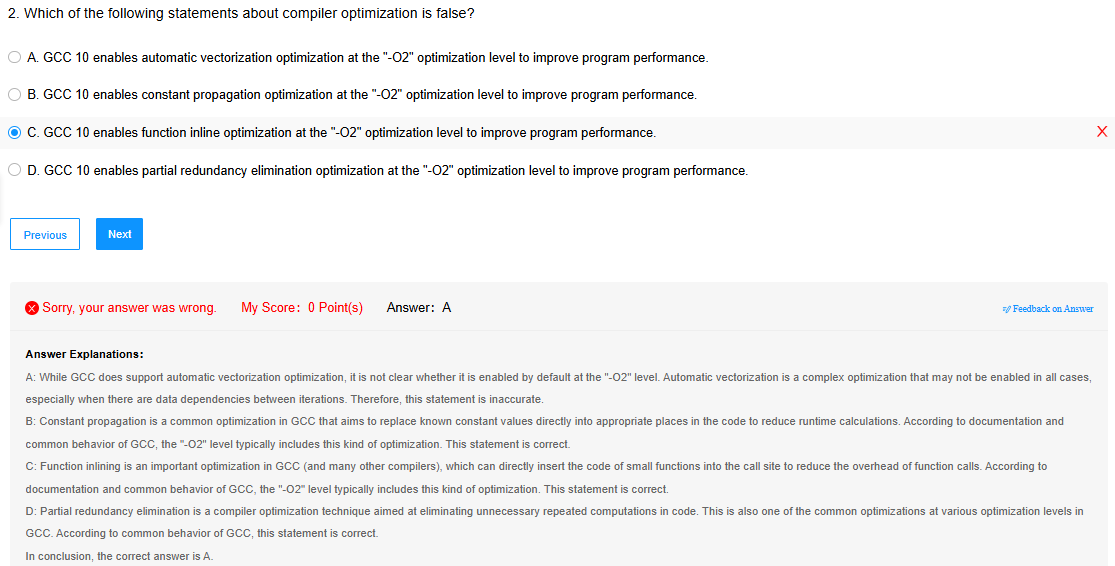 2. Which of the following statements about compiler optimization is false?
A. GCC 10 enables automatic vectorization optimization at the "-O2" optimization level to improve program performance.
B. GCC 10 enables constant propagation optimization at the "-O2" optimization level to improve program performance.
C. GCC 10 enables function inline optimization at the "-O2" optimization level to improve program performance.
D. GCC 10 enables partial redundancy elimination optimization at the "-O2" optimization level to improve program performance.
Previous Next
Sorry, your answer was wrong. My Score: 0 Point(s) Answer: A Feedback on Answer
Answer Explanations:
A: While GCC does support automatic vectorization optimization, it is not clear whether it is enabled by default at the "-O2" level. Automatic vectorization is a complex optimization that may not be enabled in all cases,
especially when there are data dependencies between iterations. Therefore, this statement is inaccurate.
B: Constant propagation is a common optimization in GCC that aims to replace known constant values directly into appropriate places in the code to reduce runtime calculations. According to documentation and
common behavior of GCC, the "-O2" level typically includes this kind of optimization. This statement is correct.
C: Function inlining is an important optimization in GCC (and many other compilers), which can directly insert the code of small functions into the call site to reduce the overhead of function calls. According to
documentation and common behavior of GCC, the "-O2" level typically includes this kind of optimization. This statement is correct.
D: Partial redundancy elimination is a compiler optimization technique aimed at eliminating unnecessary repeated computations in code. This is also one of the common optimizations at various optimization levels in
GCC. According to common behavior of GCC, this statement is correct.
In conclusion, the correct answer is A.